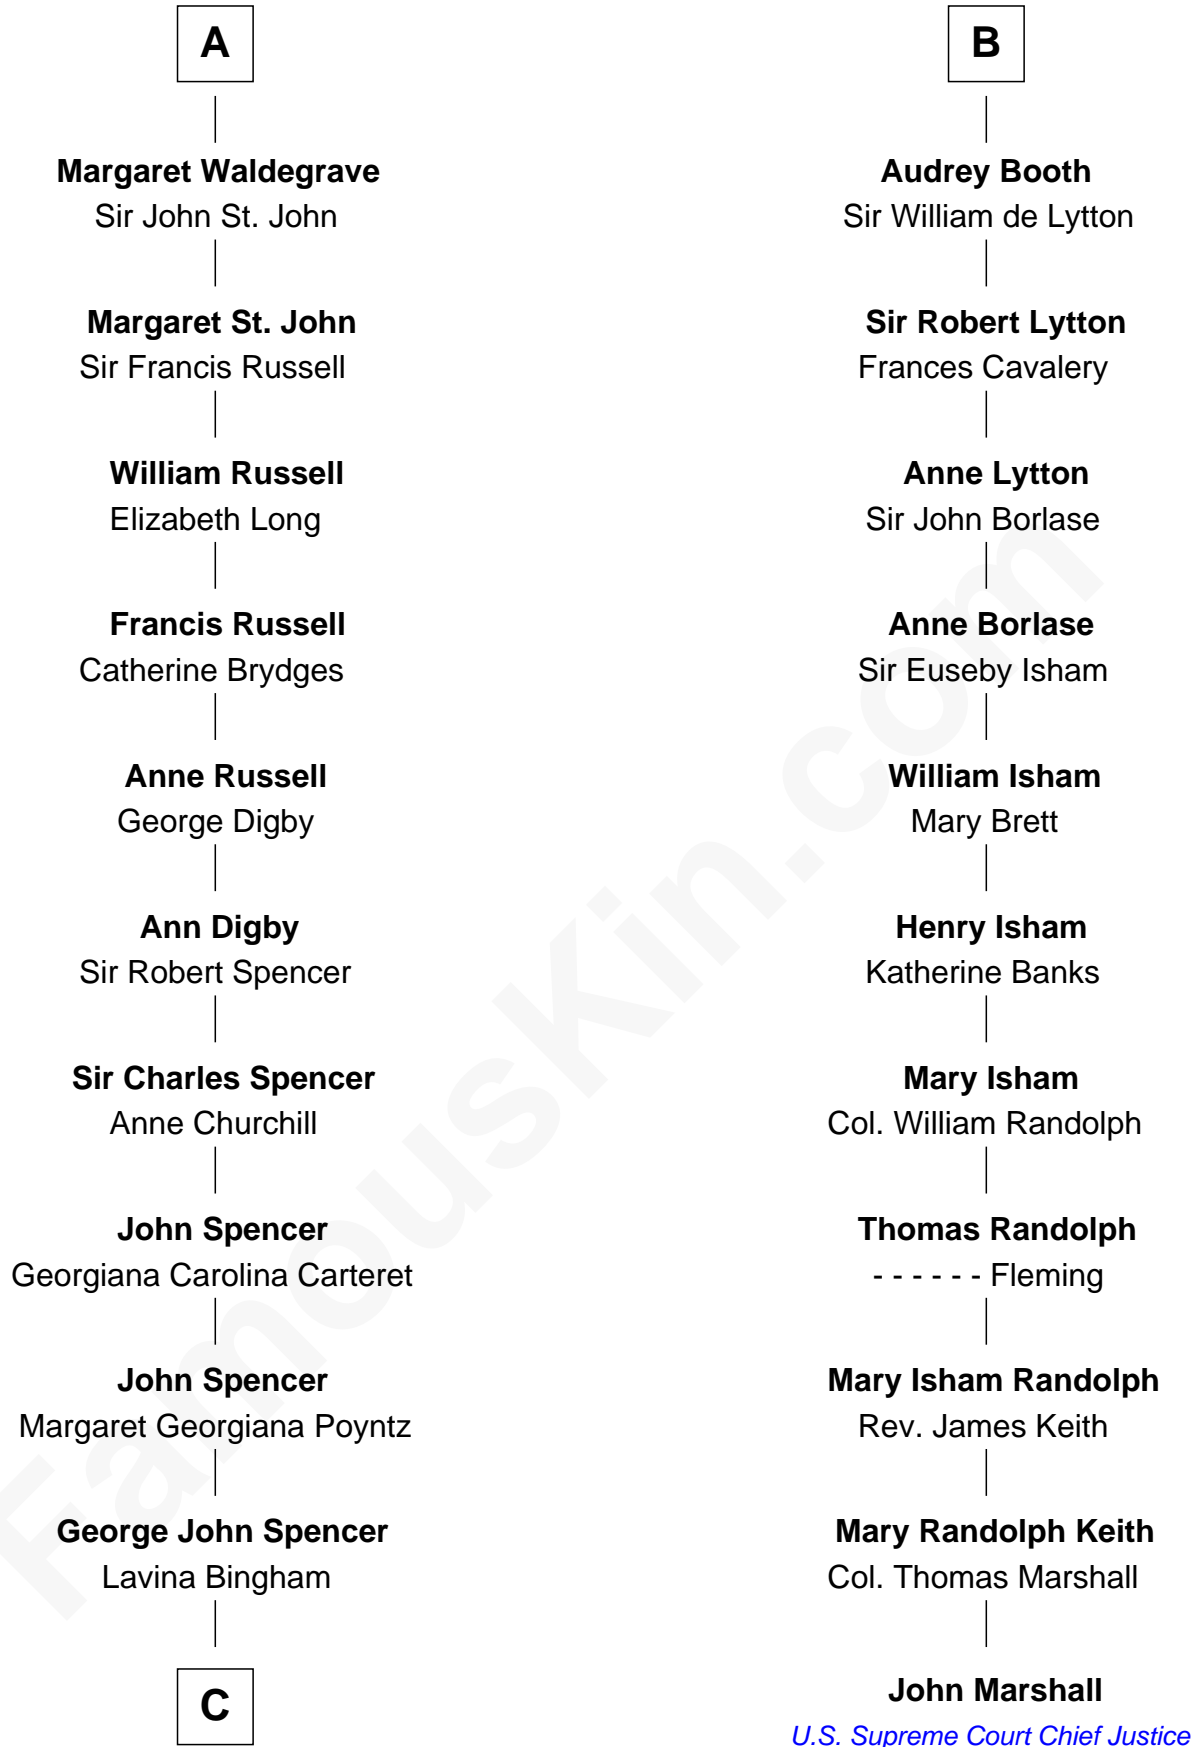 A
Margaret Waldegrave
Sir John St. John
Margaret St. John
Sir Francis Russell
William Russell
Elizabeth Long
Francis Russell
Catherine Brydges
Anne Russell
George Digby
Ann Digby
Sir Robert Spencer
Sir Charles Spencer
Anne Churchill
John Spencer
Georgiana Carolina Carteret
John Spencer
Margaret Georgiana Poyntz
George John Spencer
Lavina Bingham
C
B
Audrey Booth
Sir William de Lytton
Sir Robert Lytton
Frances Cavalery
Anne Lytton
Sir John Borlase
Anne Borlase
Sir Euseby Isham
William Isham
Mary Brett
Henry Isham
Katherine Banks
Mary Isham
Col. William Randolph
Thomas Randolph
- - - - - - Fleming
Mary Isham Randolph
Rev. James Keith
Mary Randolph Keith
Col. Thomas Marshall
John Marshall
U.S. Supreme Court Chief Justice
FamousKin.com